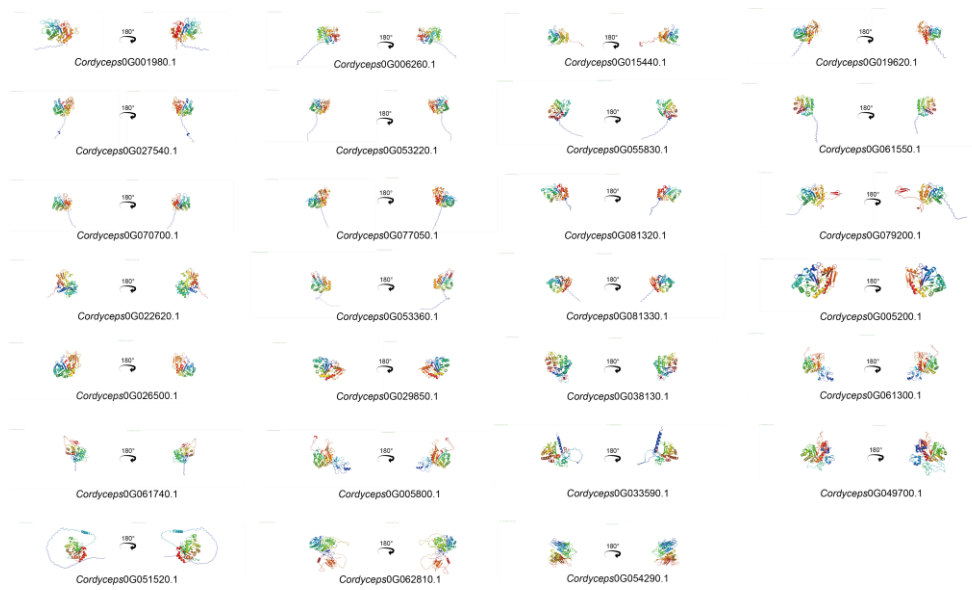 180° 180° 180° 180°
Cordyceps0G001980.1 Cordyceps0G006260.1 Cordyceps0G015440.1 Cordyceps0G019620.1
180° 180° 180° 180°
Cordyceps0G027540.1 Cordyceps0G053220.1 Cordyceps0G055830.1 Cordyceps0G061550.1
180° 180° 180° 180°
Cordyceps0G070700.1 Cordyceps0G077050.1 Cordyceps0G081320.1 Cordyceps0G079200.1
180° 180° 180° 180°
Cordyceps0G022620.1 Cordyceps0G053360.1 Cordyceps0G081330.1 Cordyceps0G005200.1
180° 180° 180° 180°
Cordyceps0G026500.1 Cordyceps0G029850.1 Cordyceps0G038130.1 Cordyceps0G061300.1
180° 180° 180° 180°
Cordyceps0G061740.1 Cordyceps0G005800.1 Cordyceps0G033590.1 Cordyceps0G049700.1
180° 180° 180°
Cordyceps0G051520.1 Cordyceps0G062810.1 Cordyceps0G054290.1